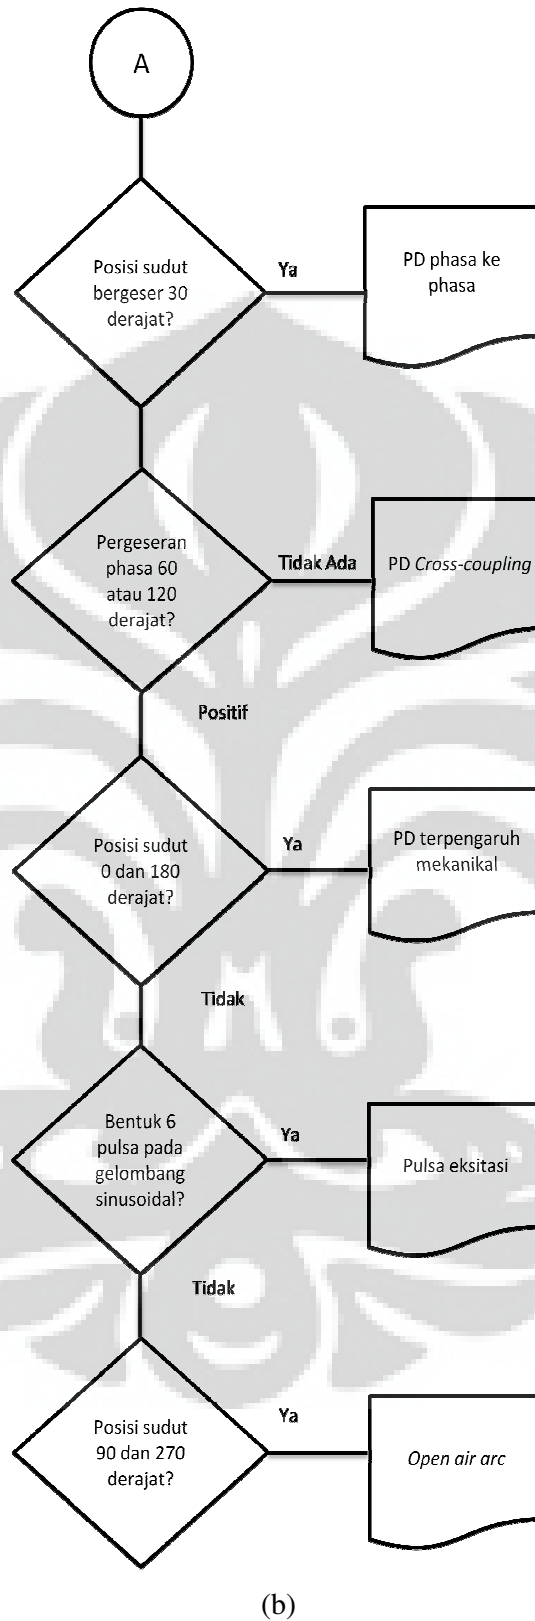 A
Posisi sudut
bergeser 30
derajat?
Ya
PD phasa ke
phasa
Pergeseran
phasa 60
atau 120
derajat?
Tidak Ada
PD Cross-coupling
Positif
Posisi sudut
0 dan 180
derajat?
Ya
PD terpengaruh
mekanikal
Tidak
Bentuk 6
pulsa pada
gelombang
sinusoidal?
Ya
Pulsa eksitasi
Tidak
Posisi sudut
90 dan 270
derajat?
Ya
Open air arc
(b)